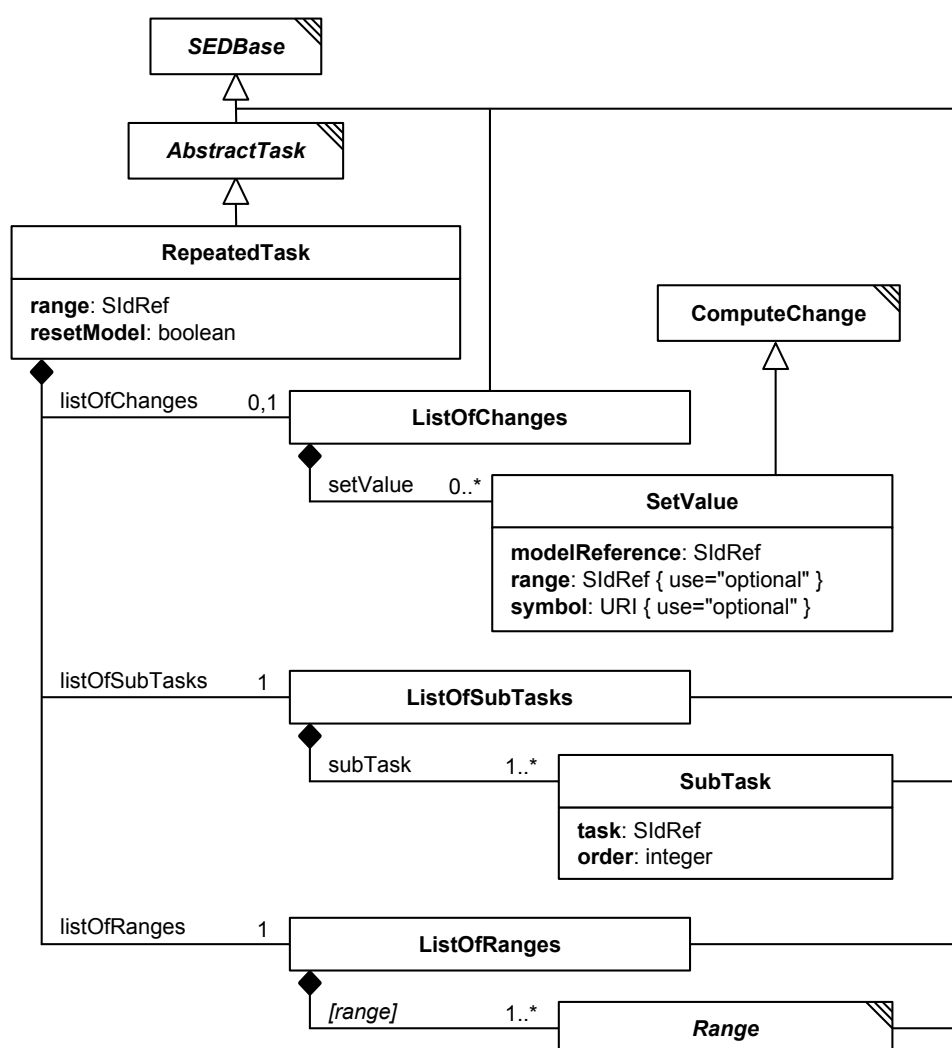 SEDBase
AbstractTask
RepeatedTask
range: SIdRef
resetModel: boolean
ComputeChange
listOfChanges 0,1
ListOfChanges
setValue 0..*
SetValue
modelReference: SIdRef
range: SIdRef { use="optional" }
symbol: URI { use="optional" }
listOfSubTasks 1
ListOfSubTasks
subTask 1..*
SubTask
task: SIdRef
order: integer
listOfRanges 1
ListOfRanges
[range] 1..*
Range